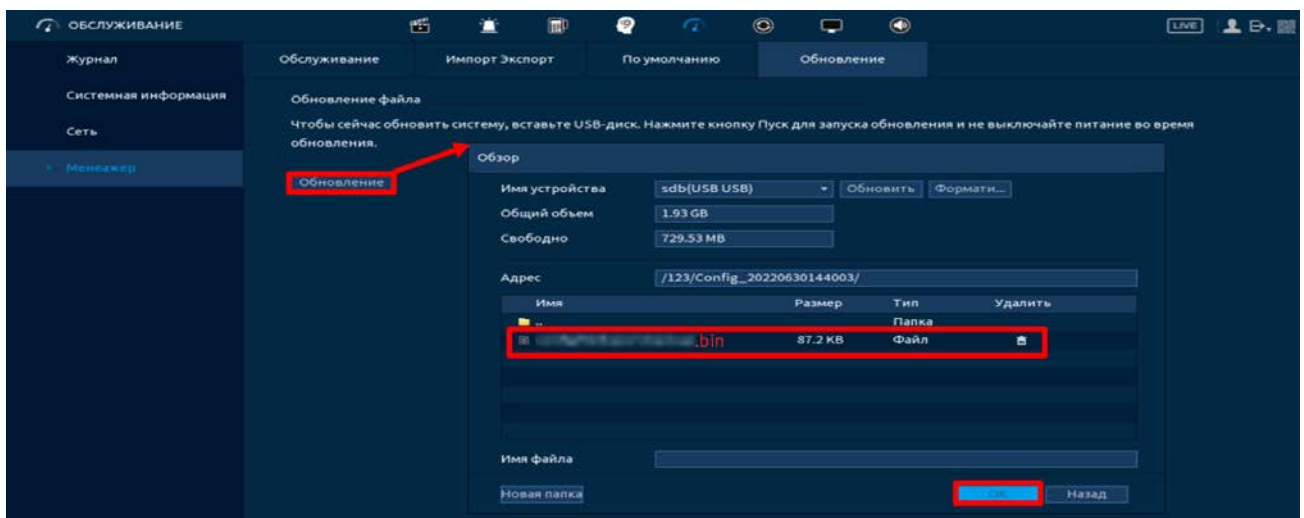 ОБСЛУЖИВАНИЕ
LIVE
Журнал
Системная информация
Сеть
Менеажер
Обслуживание Импорт Экспорт По умолчанию Обновление
Обновление файла
Чтобы сейчас обновить систему, вставьте USB-диск. Нажмите кнопку Пуск для запуска обновления и не выключайте питание во время
обновления.
Обновление
Обзор
Имя устройства sdb(USB USB) Обновить Формати...
Общий объем 1.93 GB
Свободно 729.53 MB
Адрес /123/Config_20220630144003/
Имя Размер Тип Удалить
.. Папка
.bin 87.2 KB Файл
Имя файла
Новая папка OK Назад